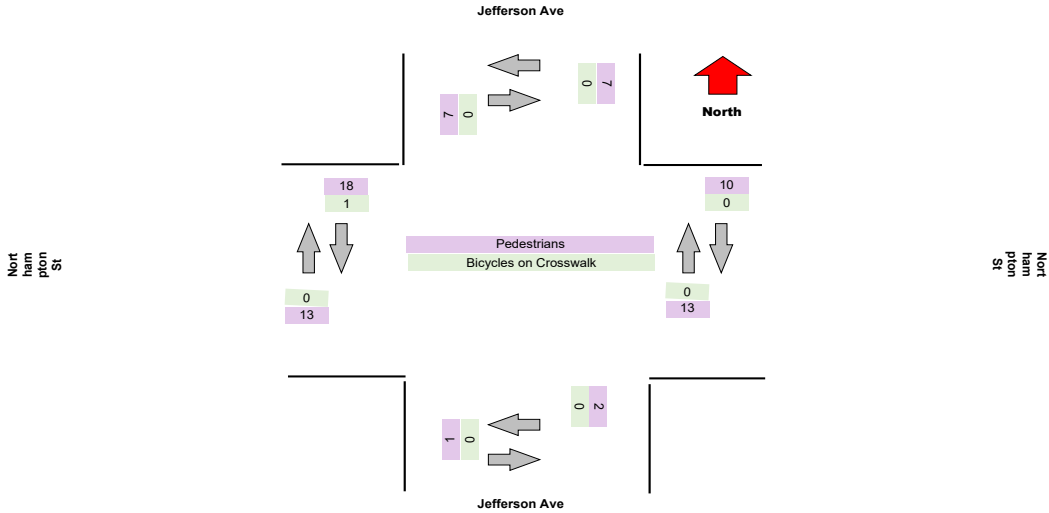 Jefferson Ave
0 7
7 0
North
18
1
10
0
Nort
ham
pton
St
Pedestrians
Bicycles on Crosswalk
Nort
ham
pton
St
0
13
0
13
0 2
1 0
Jefferson Ave